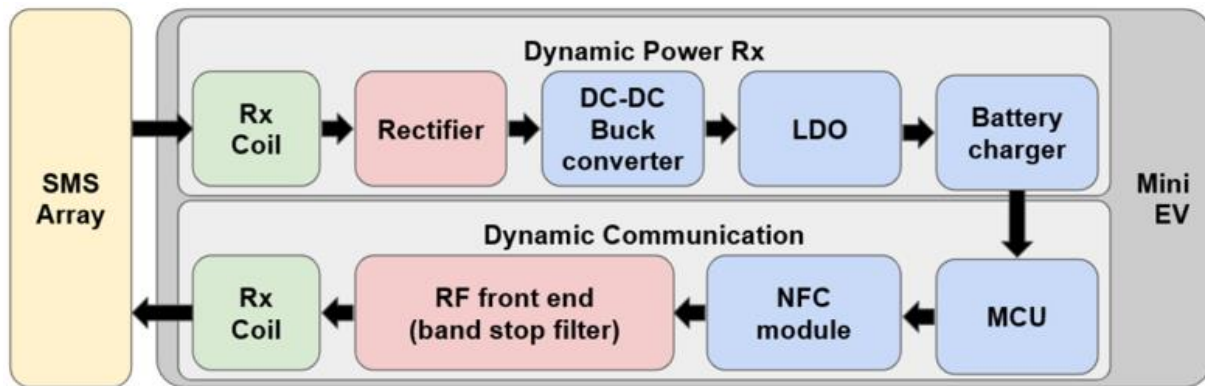 Dynamic Power Rx
SMS
Array
Rx
Coil
Rectifier
DC-DC
Buck
converter
LDO
Battery
charger
Mini
EV
Dynamic Communication
Rx
Coil
RF front end
(band stop filter)
NFC
module
MCU